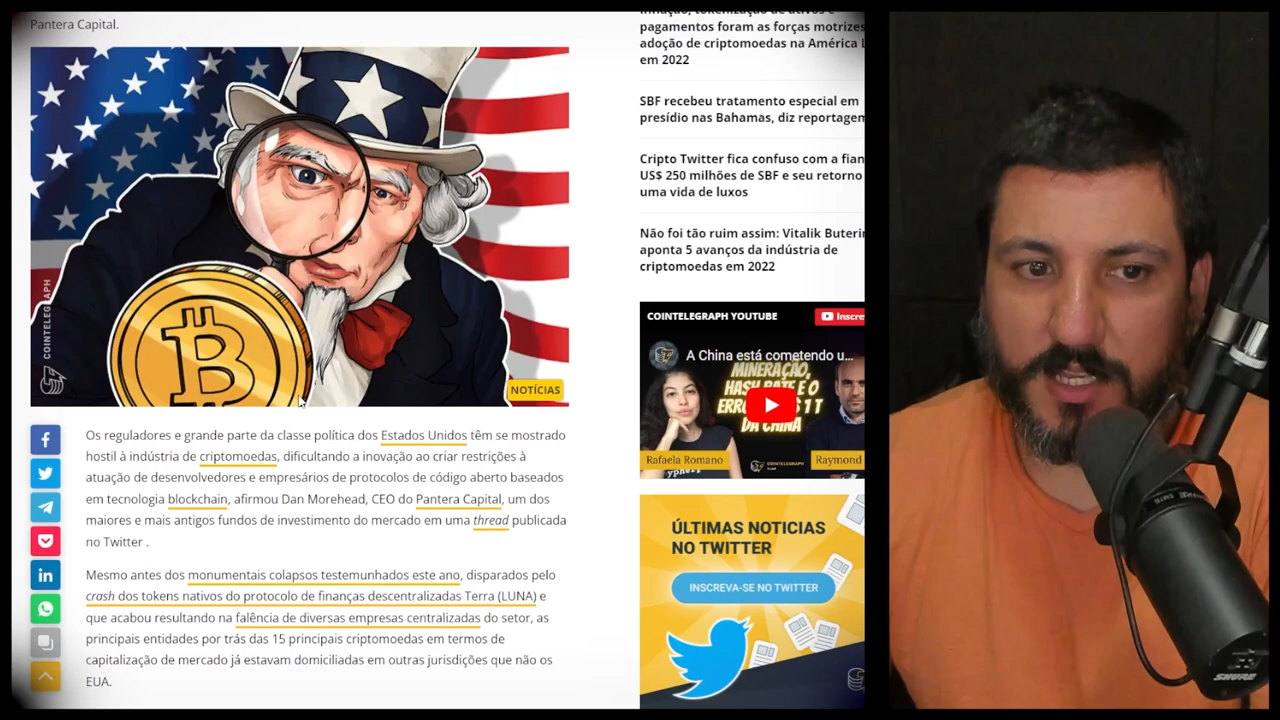 Pantera Capital.
COINTELEGRAPH
NOTÍCIAS
Os reguladores e grande parte da classe política dos Estados Unidos têm se mostrado
hostil à indústria de criptomoedas, dificultando a inovação ao criar restrições à
atuação de desenvolvedores e empresários de protocolos de código aberto baseados
em tecnologia blockchain, afirmou Dan Morehead, CEO do Pantera Capital, um dos
maiores e mais antigos fundos de investimento do mercado em uma thread publicada
no Twitter .
Mesmo antes dos monumentais colapsos testemunhados este ano, disparados pelo
crash dos tokens nativos do protocolo de finanças descentralizadas Terra (LUNA) e
que acabou resultando na falência de diversas empresas centralizadas do setor, as
principais entidades por trás das 15 principais criptomoedas em termos de
capitalização de mercado já estavam domiciliadas em outras jurisdições que não os
EUA.
Inflação, tokenização de ativos e
pagamentos foram as forças motrizes
adoção de criptomoedas na América L
em 2022
SBF recebeu tratamento especial em
presídio nas Bahamas, diz reportagem
Cripto Twitter fica confuso com a fian
US$ 250 milhões de SBF e seu retorno
uma vida de luxos
Não foi tão ruim assim: Vitalik Buterin
aponta 5 avanços da indústria de
criptomoedas em 2022
COINTELEGRAPH YOUTUBE
Inscre
A China está cometendo u...
MINERAÇÃO,
HASH RATE E O
ERRO DE $ 1 T
DA CHINA
Rafaela Romano
Raymond
ÚLTIMAS NOTICIAS
NO TWITTER
INSCREVA-SE NO TWITTER
SHURE